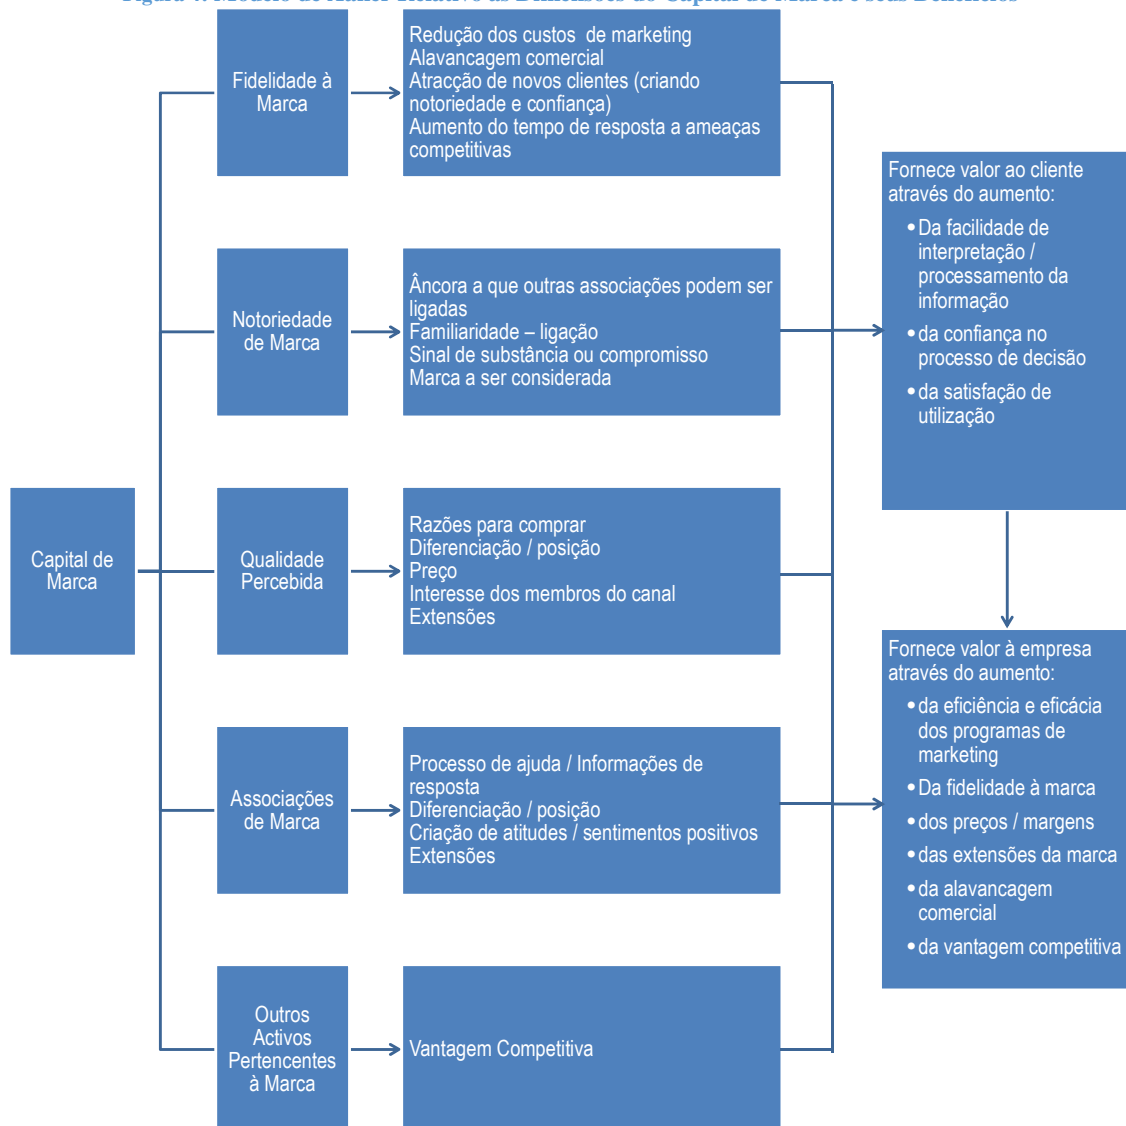 Redução dos custos de marketing
Alavancagem comercial
Atracção de novos clientes (criando
notoriedade e confiança)
Aumento do tempo de resposta a ameaças
competitivas
Fidelidade à
Marca
Fornece valor ao cliente
através do aumento:
• Da facilidade de
interpretação /
processamento da
informação
• da confiança no
processo de decisão
• da satisfação de
utilização
Notoriedade
de Marca
Âncora a que outras associações podem ser
ligadas
Familiaridade – ligação
Sinal de substância ou compromisso
Marca a ser considerada
Capital de
Marca
Qualidade
Percebida
Razões para comprar
Diferenciação / posição
Preço
Interesse dos membros do canal
Extensões
Fornece valor à empresa
através do aumento:
• da eficiência e eficácia
dos programas de
marketing
• Da fidelidade à marca
• dos preços / margens
• das extensões da marca
• da alavancagem
comercial
• da vantagem competitiva
Associações
de Marca
Processo de ajuda / Informações de
resposta
Diferenciação / posição
Criação de atitudes / sentimentos positivos
Extensões
Outros
Activos
Pertencentes
à Marca
Vantagem Competitiva